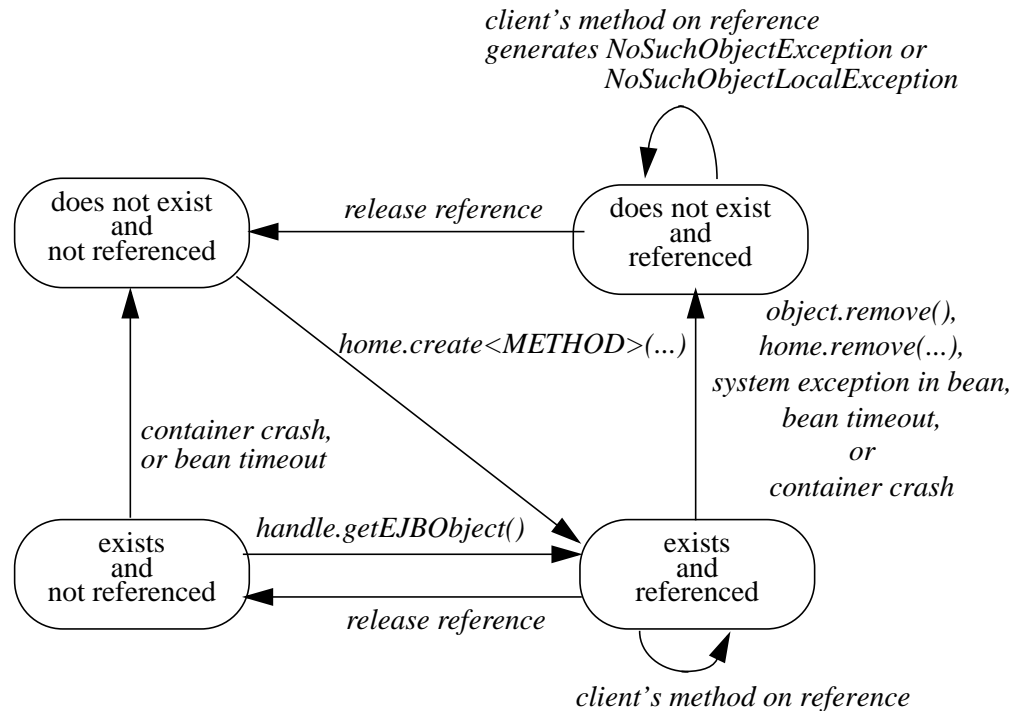 client's method on reference
generates NoSuchObjectException or
NoSuchObjectLocalException
does not exist
and
not referenced
release reference
does not exist
and
referenced
home.create<METHOD>(...)
object.remove(),
home.remove(...),
system exception in bean,
bean timeout,
or
container crash
container crash,
or bean timeout
exists
and
not referenced
handle.getEJBObject()
release reference
exists
and
referenced
client's method on reference